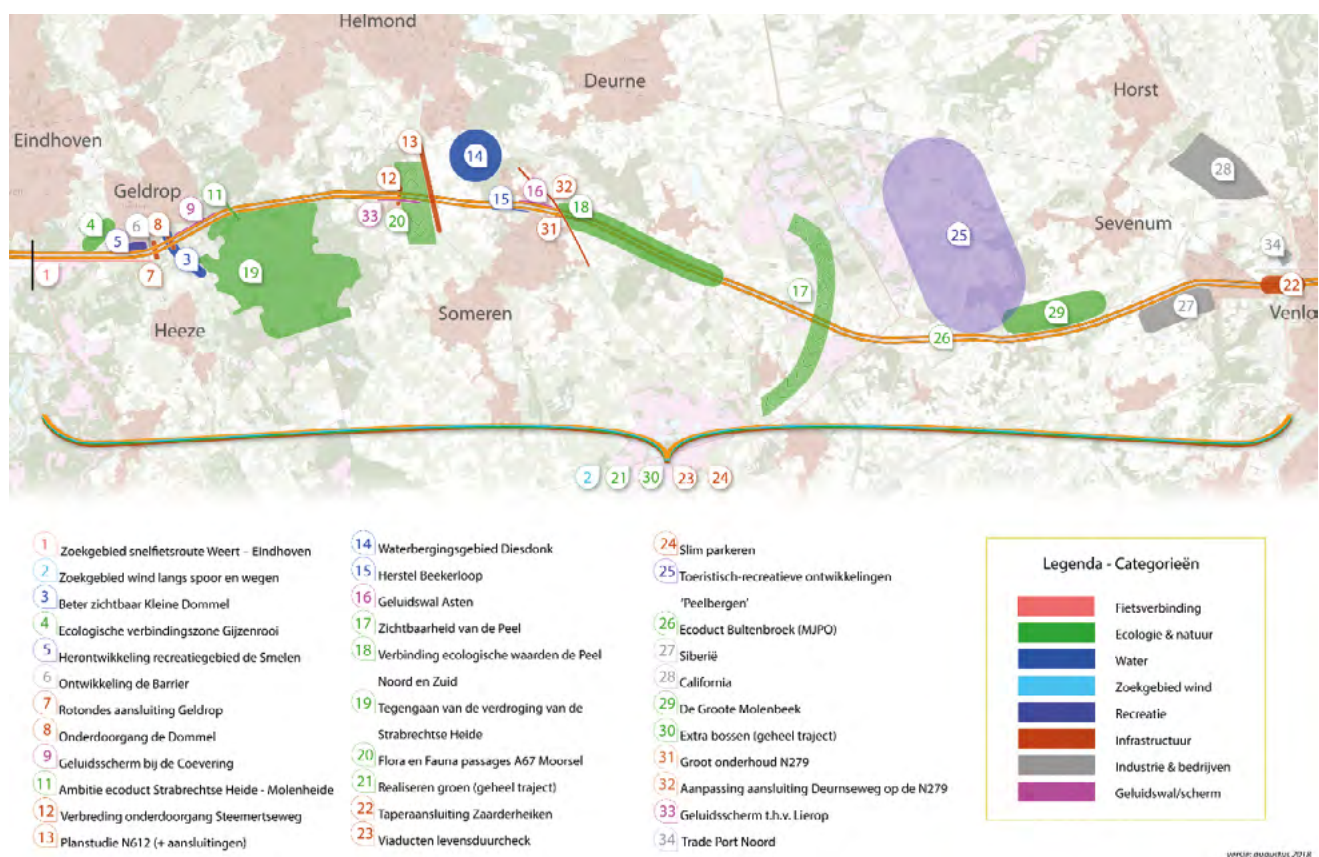 Helmond
Deurne
Horst
Eindhoven
Geldrop
Sevenum
Heeze
Someren
Venlo
13
12
14
28
11
9
16
32
15
4
6
8
33
20
31
18
5
25
34
1
7
3
19
17
22
29
27
26
2 21 30 23 24
1 Zoekgebied snelfietsroute Weert – Eindhoven
2 Zoekgebied wind langs spoor en wegen
3 Beter zichtbaar Kleine Dommel
4 Ecologische verbindingszone Gijzenrooi
5 Herontwikkeling recreatiegebied de Smelen
6 Ontwikkeling de Barrier
7 Rotondes aansluiting Geldrop
8 Onderdoorgang de Dommel
9 Geluidsscherm bij de Coevering
11 Ambitie ecoduct Strabrechtse Heide - Molenheide
12 Verbreding onderdoorgang Steemertseweg
13 Planstudie N612 (+ aansluitingen)
14 Waterbergingsgebied Diesdonk
15 Herstel Beekerloop
16 Geluidswal Asten
17 Zichtbaarheid van de Peel
18 Verbinding ecologische waarden de Peel
Noord en Zuid
19 Tegengaan van de verdroging van de
Strabrechtse Heide
20 Flora en Fauna passages A67 Moorsel
21 Realiseren groen (geheel traject)
22 Taperaansluiting Zaarderheiken
23 Viaducten levensduurcheck
24 Slim parkeren
25 Toeristisch-recreatieve ontwikkelingen
'Peelbergen'
26 Ecoduct Bultenbroek (MJPO)
27 Siberië
28 California
29 De Groote Molenbeek
30 Extra bossen (geheel traject)
31 Groot onderhoud N279
32 Aanpassing aansluiting Deurnseweg op de N279
33 Geluidsscherm t.h.v. Lierop
34 Trade Port Noord
Legenda - Categorieën
Fietsverbinding
Ecologie & natuur
Water
Zoekgebied wind
Recreatie
Infrastructuur
Industrie & bedrijven
Geluidswal/scherm
versie augustus 2018